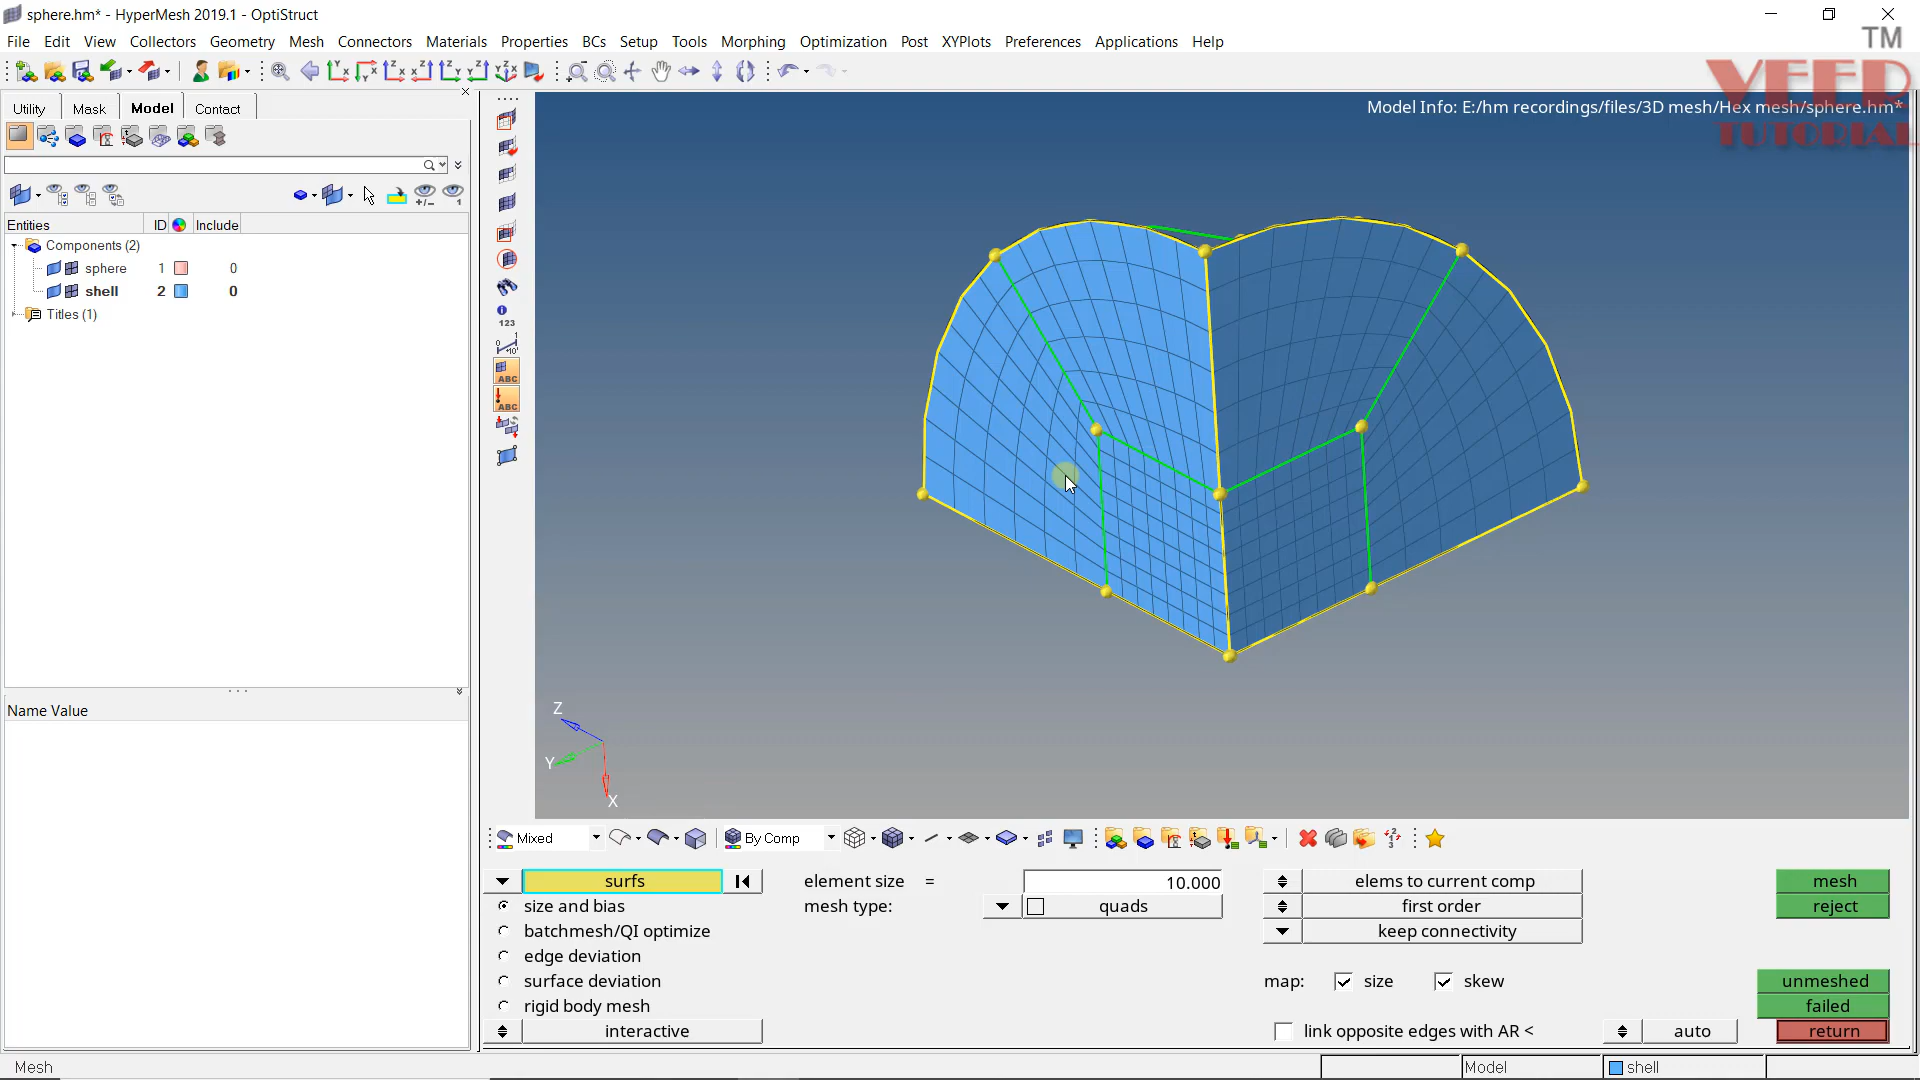 sphere.hm* - HyperMesh 2019.1 - OptiStruct
TM
File Edit View Collectors Geometry Mesh Connectors Materials Properties BCs Setup Tools Morphing Optimization Post XYPlots Preferences Applications Help
VEED
TUTORIAL
Utility Mask Model Contact
Model Info: E:/hm recordings/files/3D mesh/Hex mesh/sphere.hm*
Entities ID Include
Components (2)
sphere 1 0
shell 2 0
Titles (1)
123
ABC
ABC
Name Value
Z
Y
X
Mixed By Comp
surfs element size = 10.000 elems to current comp mesh
size and bias mesh type: quads first order reject
batchmesh/QI optimize keep connectivity
edge deviation
surface deviation map: size skew unmeshed
rigid body mesh failed
interactive link opposite edges with AR < auto return
Mesh Model shell